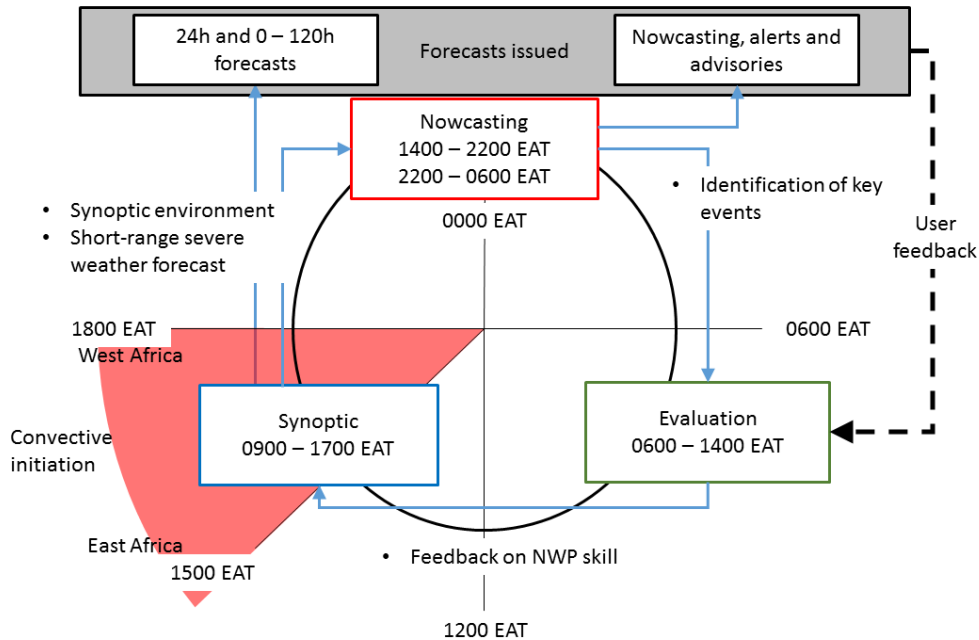 24h and 0 – 120h
forecasts
Forecasts issued
Nowcasting, alerts and
advisories
Nowcasting
1400 – 2200 EAT
2200 – 0600 EAT
• Identification of key
events
• Synoptic environment
• Short-range severe
weather forecast
0000 EAT
User
feedback
1800 EAT
West Africa
0600 EAT
Synoptic
0900 – 1700 EAT
Evaluation
0600 – 1400 EAT
Convective
initiation
East Africa
1500 EAT
• Feedback on NWP skill
1200 EAT